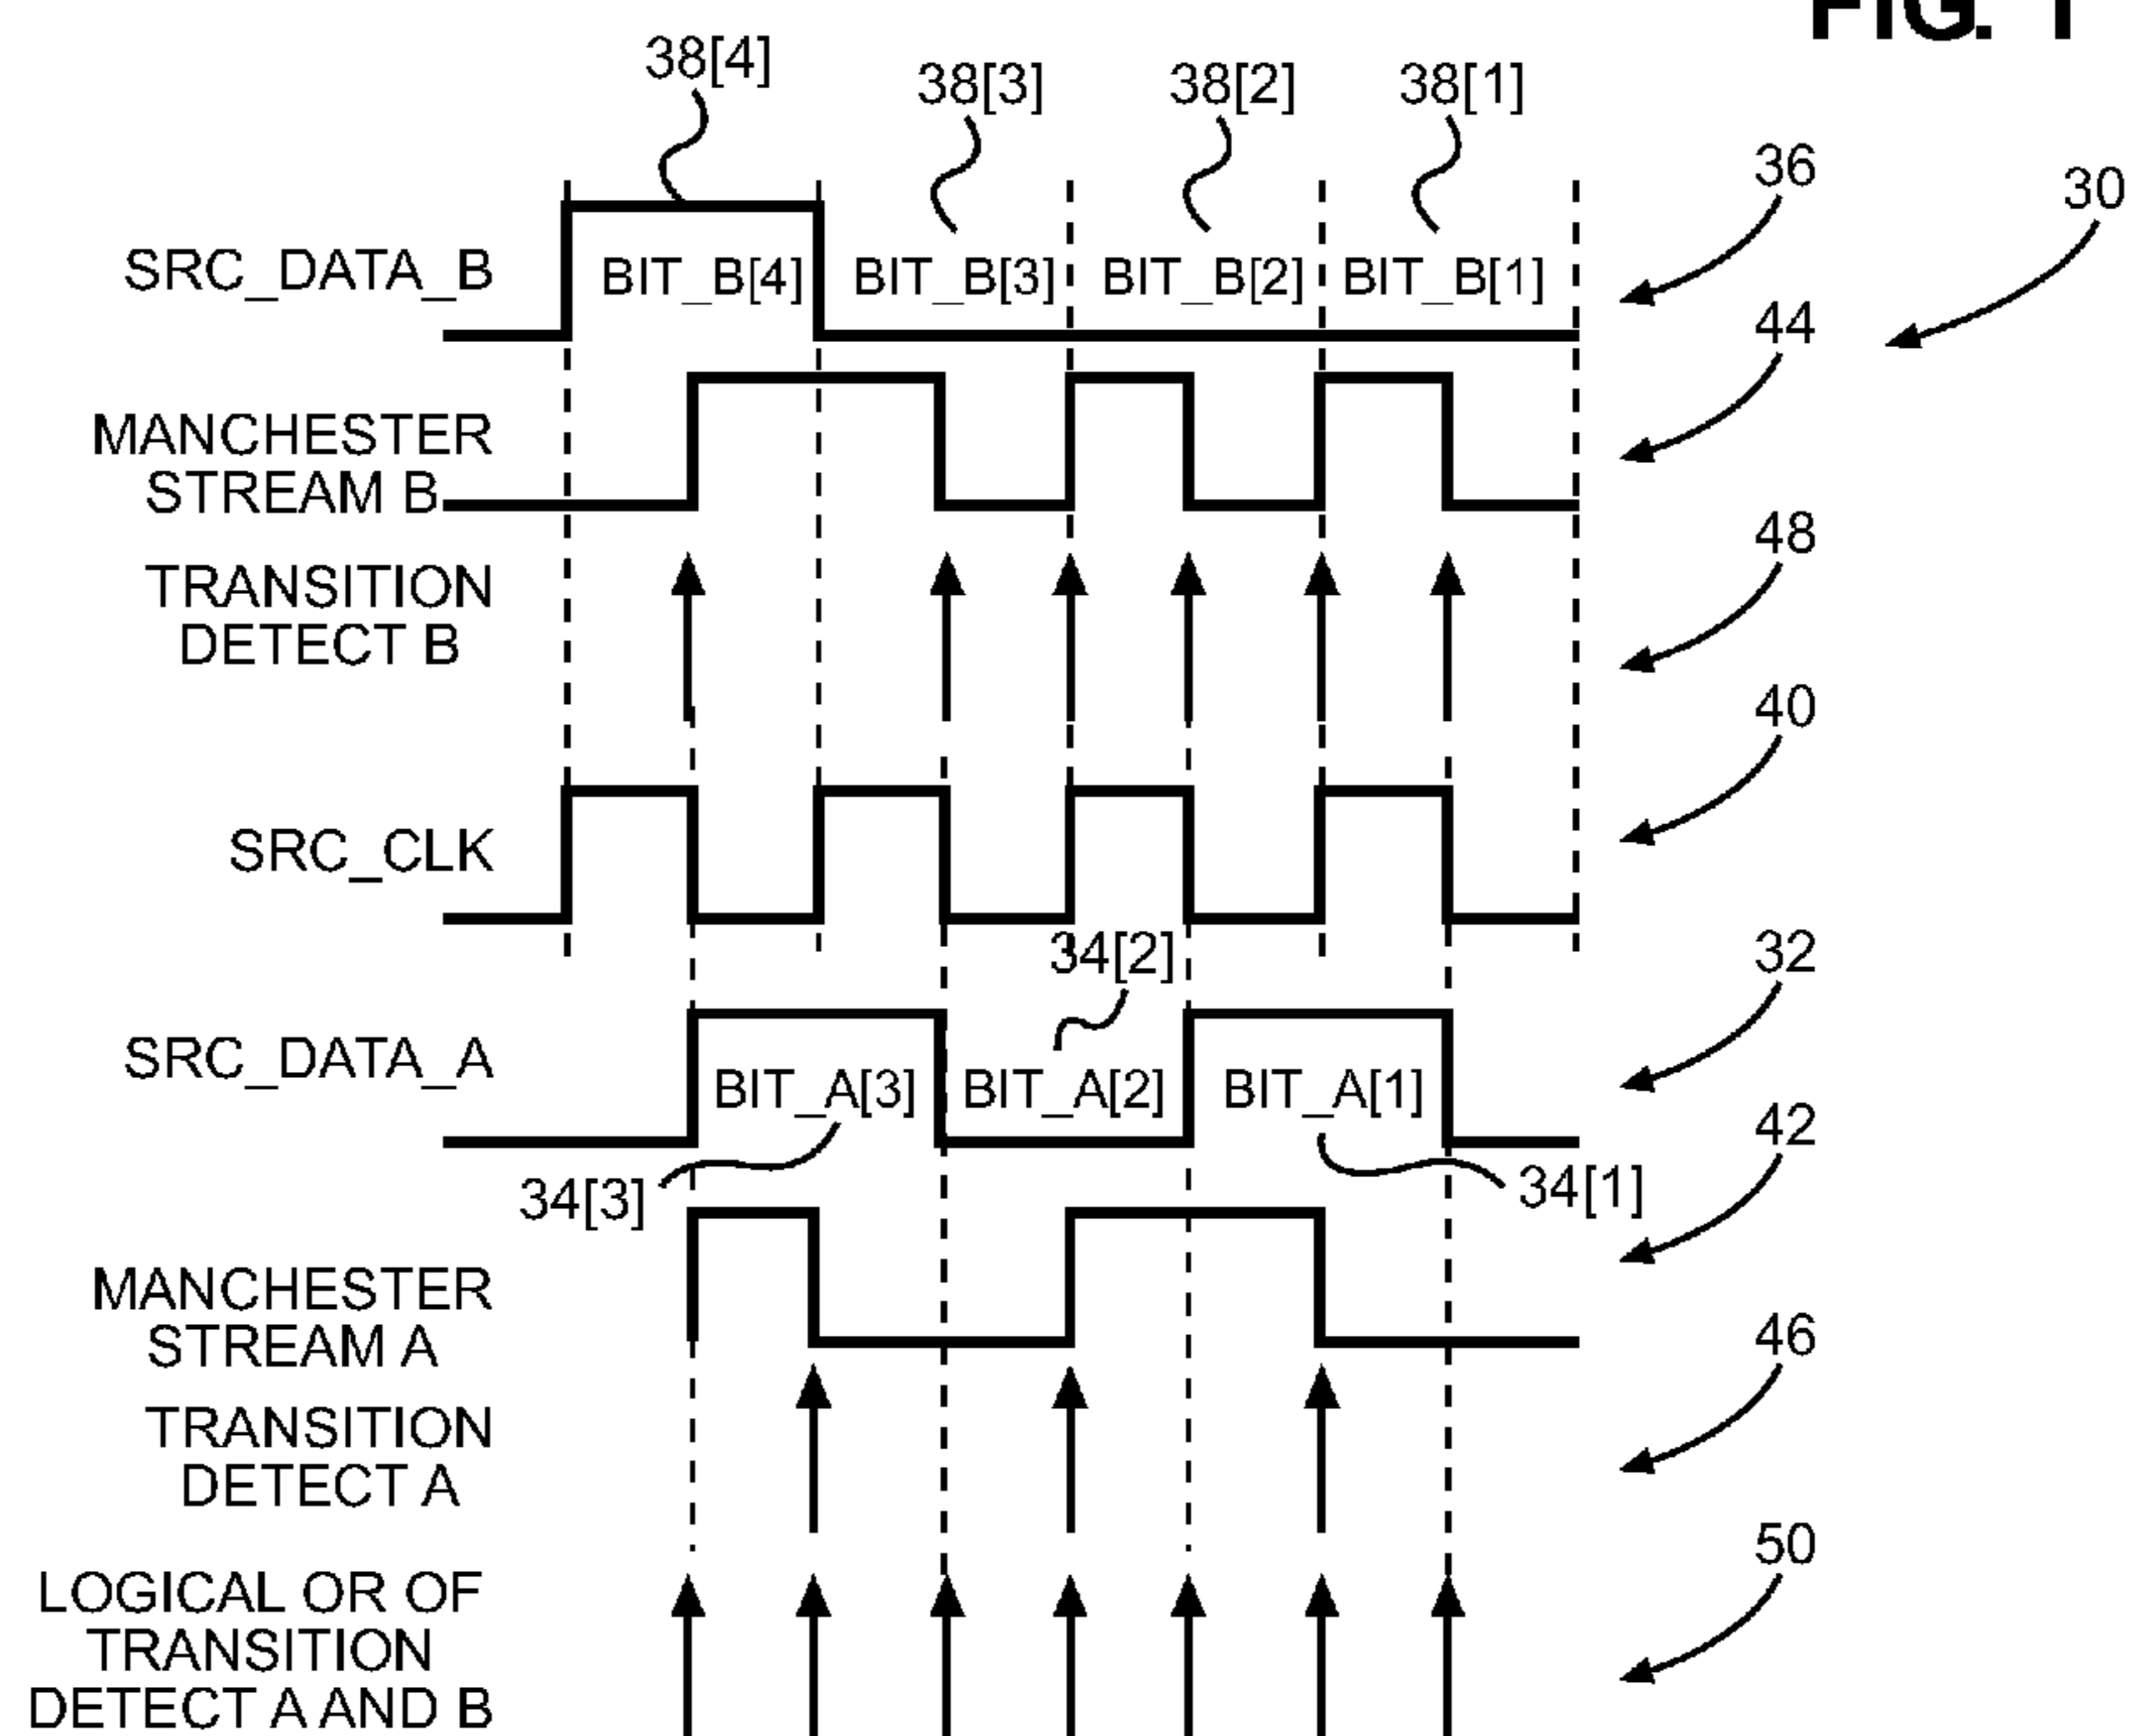 FIG. 1
38[4]
38[3]
38[2]
38[1]
36
30
SRC_DATA_B
BIT_B[4]
BIT_B[3]
BIT_B[2]
BIT_B[1]
44
MANCHESTER
STREAM B
48
TRANSITION
DETECT B
40
SRC_CLK
34[2]
32
SRC_DATA_A
BIT_A[3]
BIT_A[2]
BIT_A[1]
42
34[3]
34[1]
MANCHESTER
STREAM A
46
TRANSITION
DETECT A
50
LOGICAL OR OF
TRANSITION
DETECT A AND B